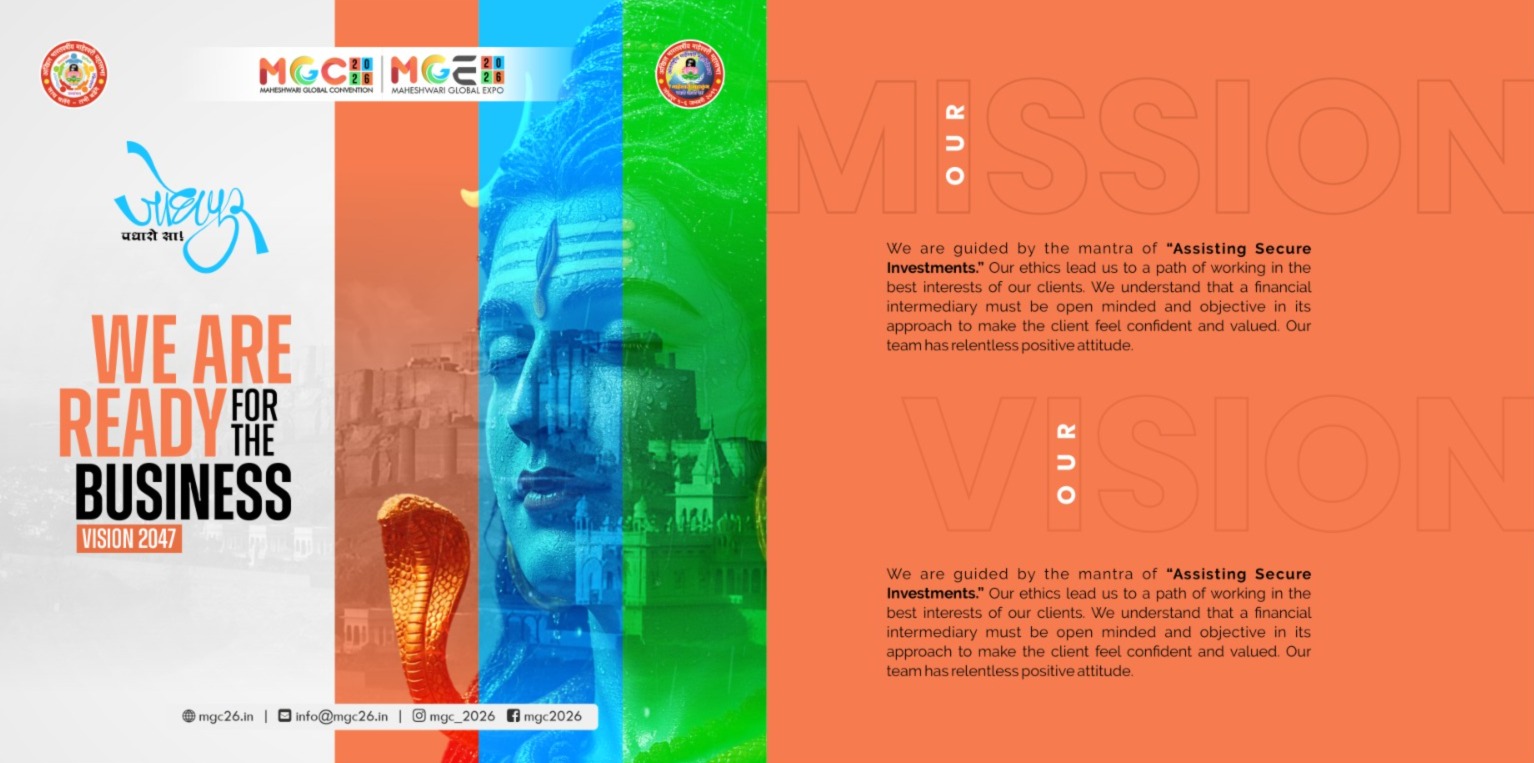 MGC 2026
MAHESHWARI GLOBAL CONVENTION
MGE 2026
MAHESHWARI GLOBAL EXPO
जोधपुर
पधारो सा!
WE ARE
READY FOR
THE
BUSINESS
VISION 2047
mgc26.in | info@mgc26.in | mgc_2026 mgc2026
OUR
MISSION
We are guided by the mantra of “Assisting Secure
Investments.” Our ethics lead us to a path of working in the
best interests of our clients. We understand that a financial
intermediary must be open minded and objective in its
approach to make the client feel confident and valued. Our
team has relentless positive attitude.
OUR
VISION
We are guided by the mantra of “Assisting Secure
Investments.” Our ethics lead us to a path of working in the
best interests of our clients. We understand that a financial
intermediary must be open minded and objective in its
approach to make the client feel confident and valued. Our
team has relentless positive attitude.